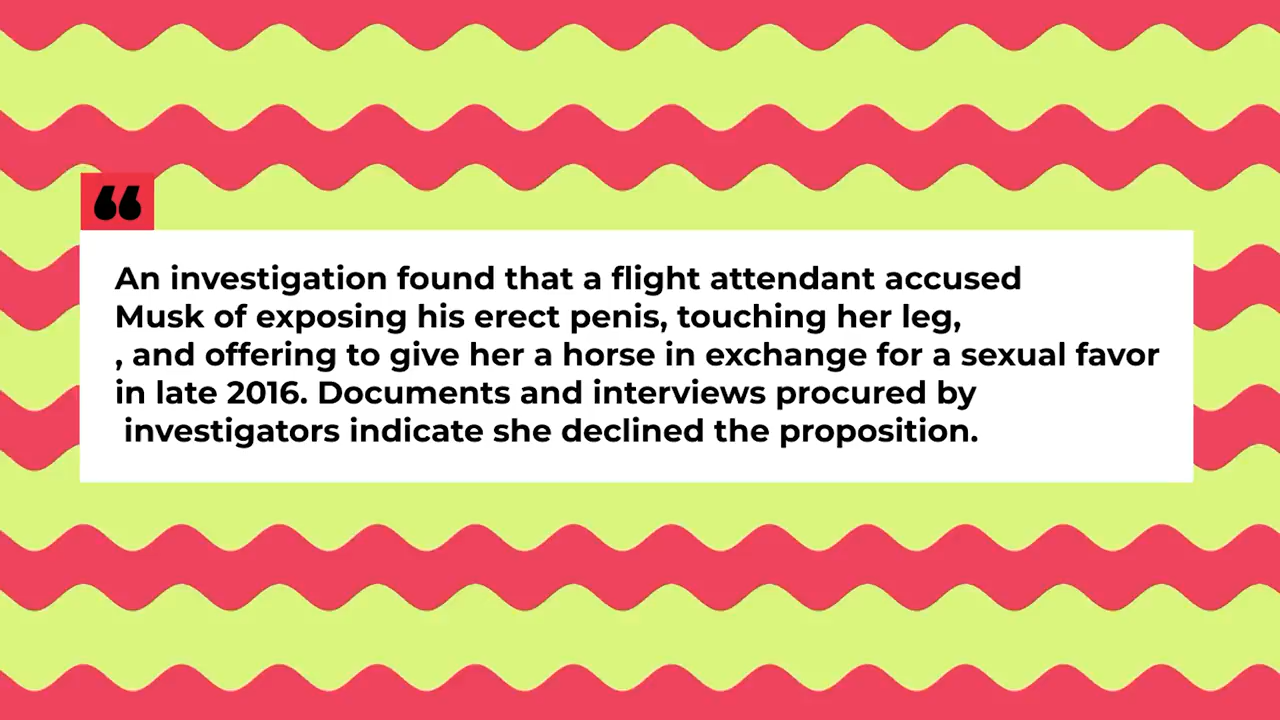 ❝
An investigation found that a flight attendant accused
Musk of exposing his erect penis, touching her leg,
, and offering to give her a horse in exchange for a sexual favor
in late 2016. Documents and interviews procured by
investigators indicate she declined the proposition.